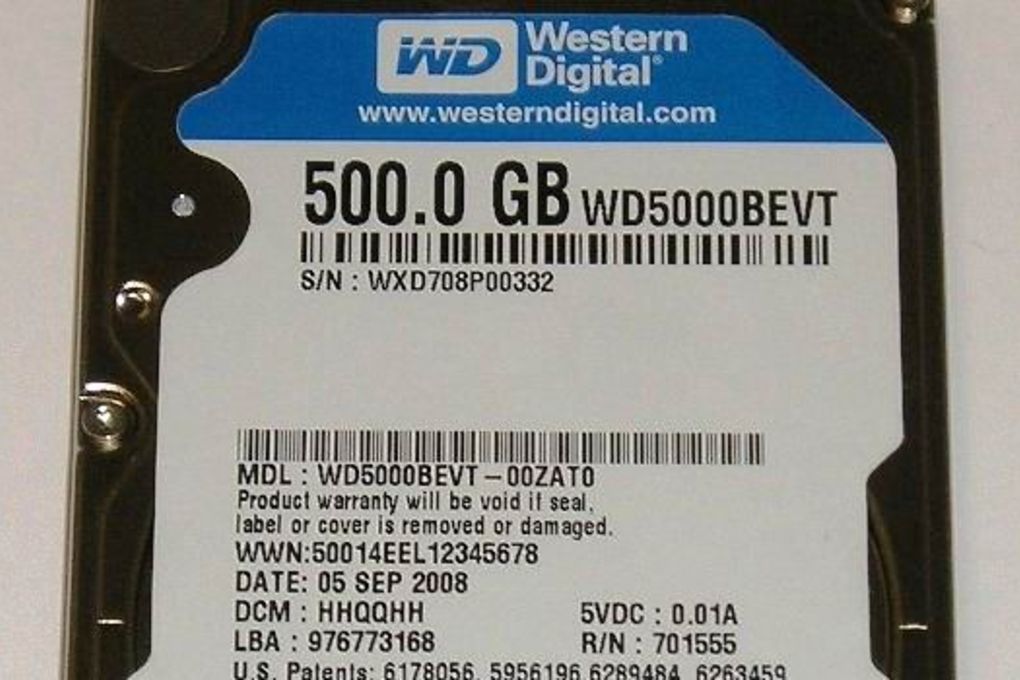 WD Western
Digital®
www.westerndigital.com
500.0 GB WD5000BEVT
S/N : WXD708P00332
MDL : WD5000BEVT – 00ZAT0
Product warranty will be void if seal,
label or cover is removed or damaged.
WWN:50014EEL12345678
DATE: 05 SEP 2008
DCM : HHQQHH 5VDC : 0.01A
LBA : 976773168 R/N : 701555
U.S. Patents: 6178056, 5956196 6289484, 6263459